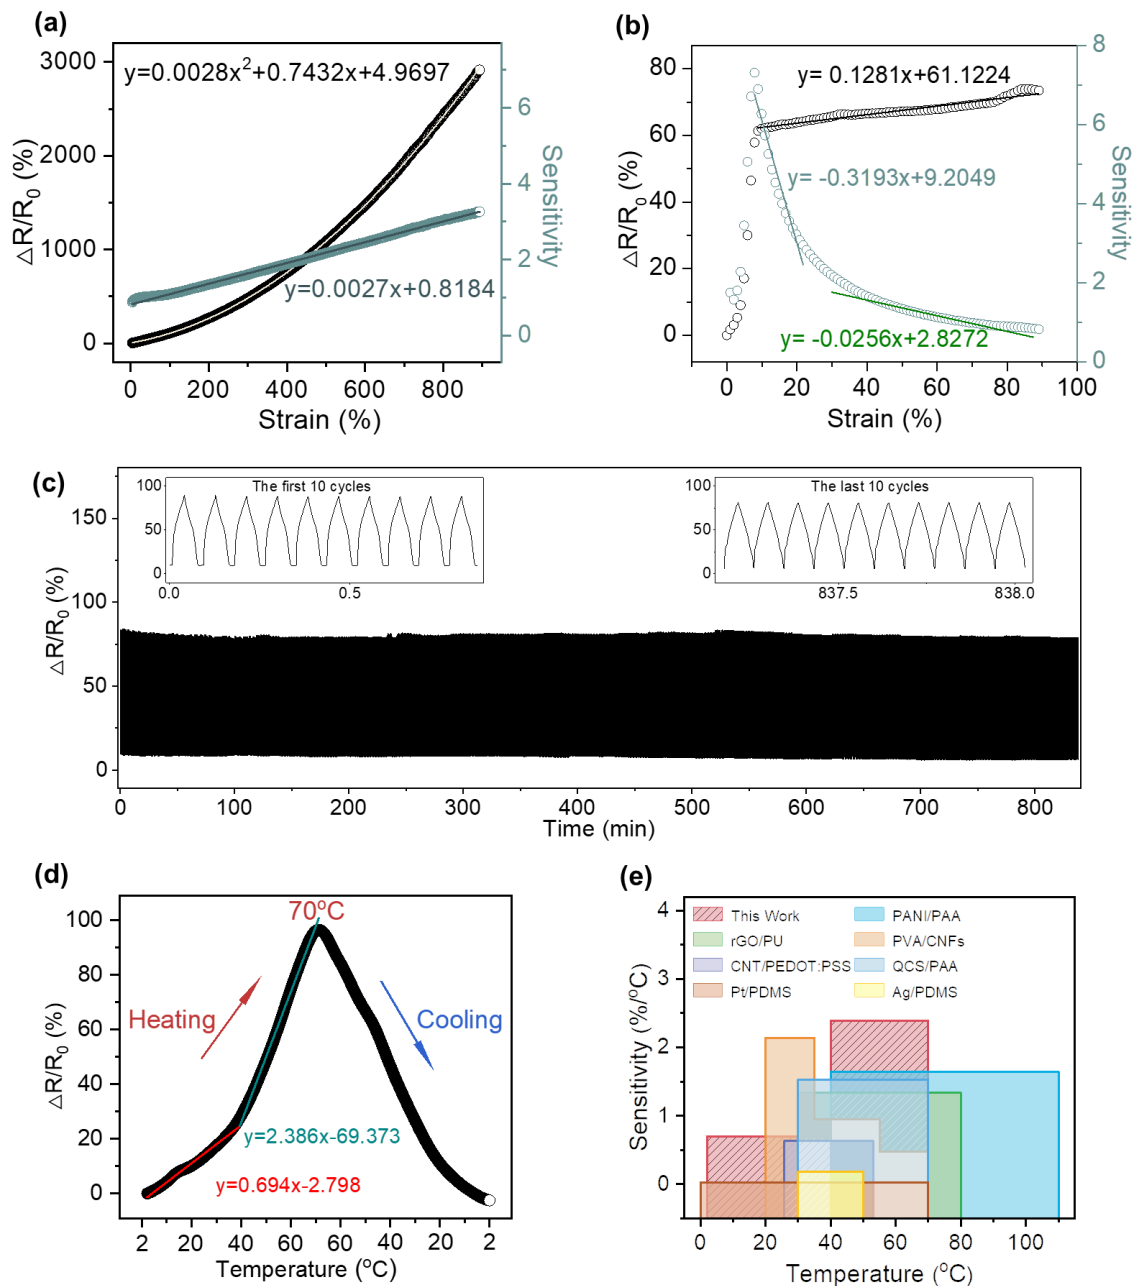 (a)
3000
2000
1000
0
△R/R₀ (%)
y=0.0028x²+0.7432x+4.9697
y=0.0027x+0.8184
6
4
2
0
Sensitivity
0
200
400
600
800
Strain (%)
(b)
80
60
40
20
0
△R/R₀ (%)
y= 0.1281x+61.1224
y= -0.3193x+9.2049
y= -0.0256x+2.8272
8
6
4
2
0
Sensitivity
0
20
40
60
80
100
Strain (%)
(c)
150
100
50
0
△R/R₀ (%)
The first 10 cycles
100
50
0
0.0
0.5
The last 10 cycles
100
50
0
837.5
838.0
0
100
200
300
400
500
600
700
800
Time (min)
(d)
100
80
60
40
20
0
△R/R₀ (%)
70°C
Heating
Cooling
y=2.386x-69.373
y=0.694x-2.798
2
20
40
60
60
40
20
2
Temperature (°C)
(e)
4
3
2
1
0
Sensitivity (%/°C)
This Work
PANI/PAA
rGO/PU
PVA/CNFs
CNT/PEDOT:PSS
QCS/PAA
Pt/PDMS
Ag/PDMS
0
20
40
60
80
100
Temperature (°C)